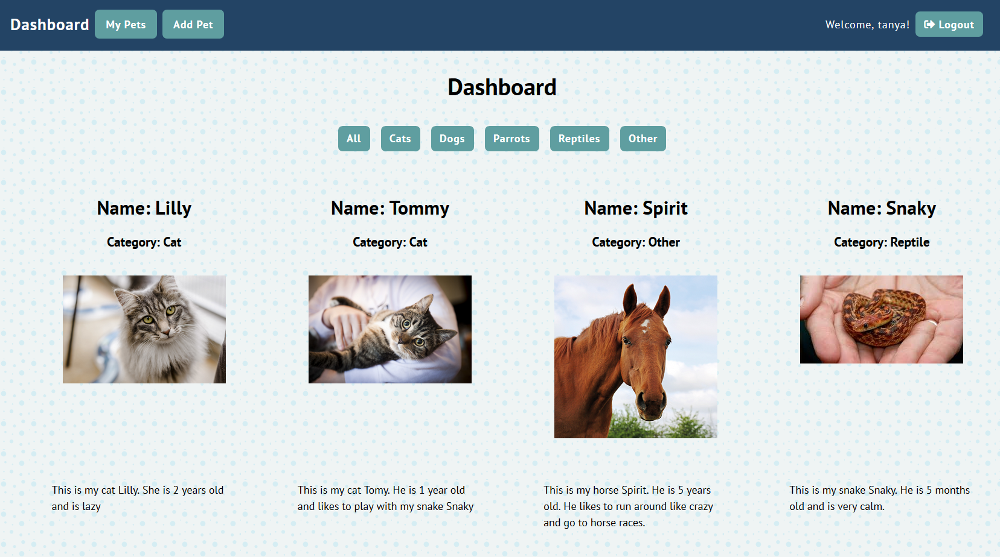 Dashboard My Pets Add Pet Welcome, tanya! Logout
Dashboard
All Cats Dogs Parrots Reptiles Other
Name: Lilly
Category: Cat
This is my cat Lilly. She is 2 years old
and is lazy
Name: Tommy
Category: Cat
This is my cat Tomy. He is 1 year old
and likes to play with my snake Snaky
Name: Spirit
Category: Other
This is my horse Spirit. He is 5 years
old. He likes to run around like crazy
and go to horse races.
Name: Snaky
Category: Reptile
This is my snake Snaky. He is 5 months
old and is very calm.